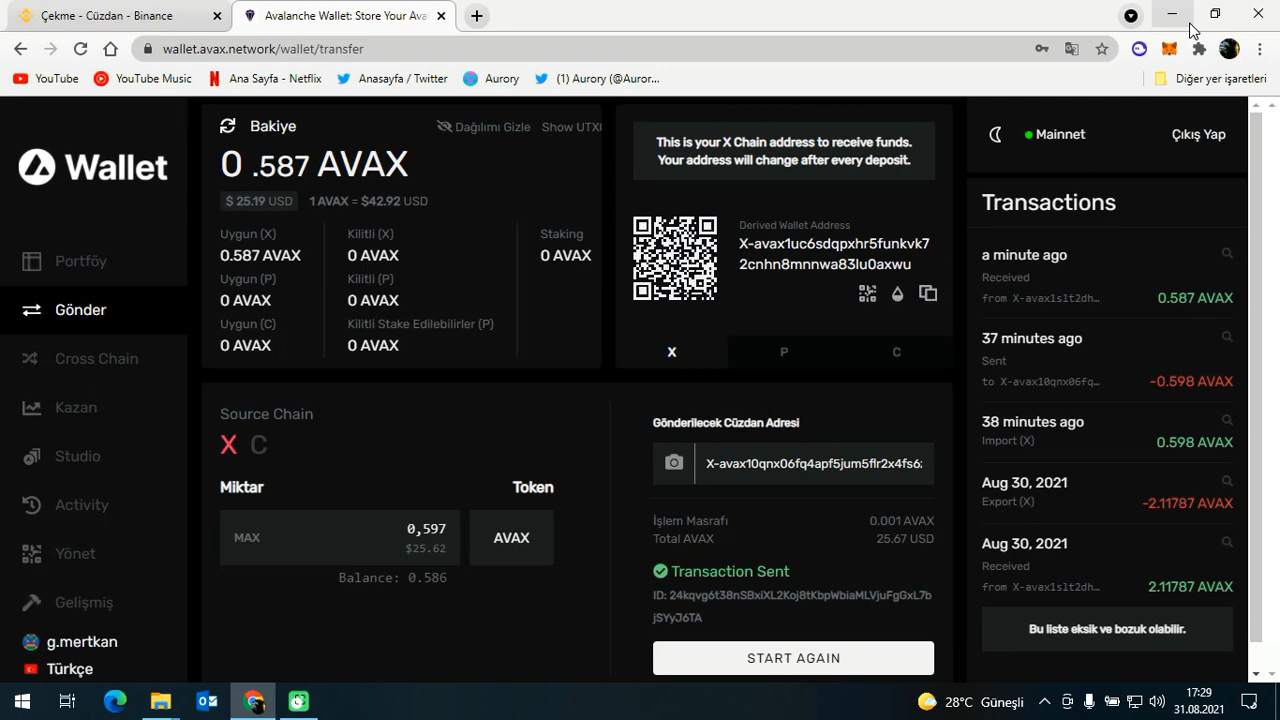 Çekme - Cüzdan - Binance
Avalanche Wallet: Store Your Ava
wallet.avax.network/wallet/transfer
YouTube
YouTube Music
Ana Sayfa - Netflix
Anasayfa / Twitter
Aurory
(1) Aurory (@Auror...
Diğer yer işaretleri
Wallet
Portföy
Gönder
Cross Chain
Kazan
Studio
Activity
Yönet
Gelişmiş
g.mertkan
Türkçe
Bakiye
Dağılımı Gizle
Show UTXO
0 .587 AVAX
$ 25.19 USD
1 AVAX = $42.92 USD
Uygun (X)
0.587 AVAX
Uygun (P)
0 AVAX
Uygun (C)
0 AVAX
Kilitli (X)
0 AVAX
Kilitli (P)
0 AVAX
Kilitli Stake Edilebilirler (P)
0 AVAX
Staking
0 AVAX
This is your X Chain address to receive funds.
Your address will change after every deposit.
Derived Wallet Address
X-avax1uc6sdqpxhr5funkvk7
2cnhn8mnnwa83lu0axwu
X
P
C
Source Chain
X C
Miktar
Token
MAX
0,597
$25.62
AVAX
Balance: 0.586
Gönderilecek Cüzdan Adresi
X-avax10qnx06fq4apf5jum5flr2x4fs6
İşlem Masrafı
0.001 AVAX
Total AVAX
25.67 USD
Transaction Sent
ID: 24kqvg6t38nSBxiXL2Koj8tKbpWbiaMLVjuFgGxL7b
jSYyJ6TA
START AGAIN
Mainnet
Çıkış Yap
Transactions
a minute ago
Received
from X-avax1slt2dh…
0.587 AVAX
37 minutes ago
Sent
to X-avax10qnx06fq…
-0.598 AVAX
38 minutes ago
Import (X)
0.598 AVAX
Aug 30, 2021
Export (X)
-2.11787 AVAX
Aug 30, 2021
Received
from X-avax1slt2dh…
2.11787 AVAX
Bu liste eksik ve bozuk olabilir.
28°C Güneşli
17:29
31.08.2021